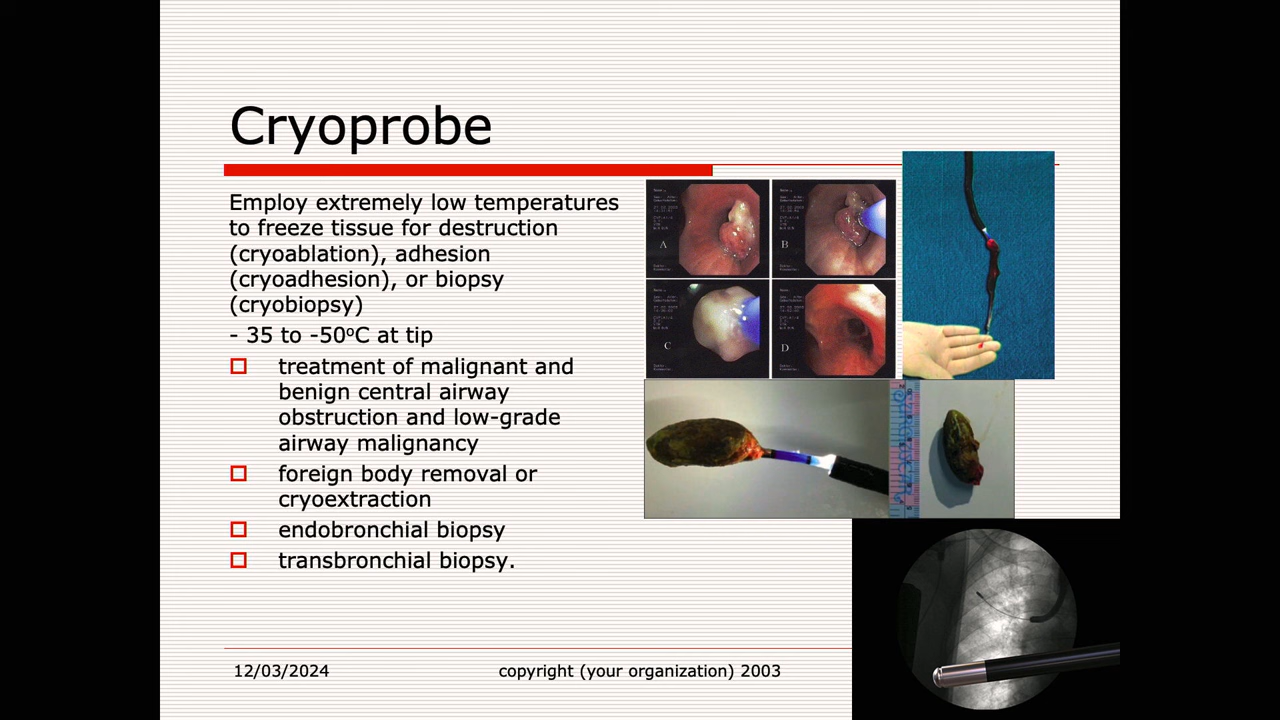 Cryoprobe
Employ extremely low temperatures
to freeze tissue for destruction
(cryoablation), adhesion
(cryoadhesion), or biopsy
(cryobiopsy)
- 35 to -50°C at tip
treatment of malignant and
benign central airway
obstruction and low-grade
airway malignancy
foreign body removal or
cryoextraction
endobronchial biopsy
transbronchial biopsy.
A
B
C
D
12/03/2024
copyright (your organization) 2003